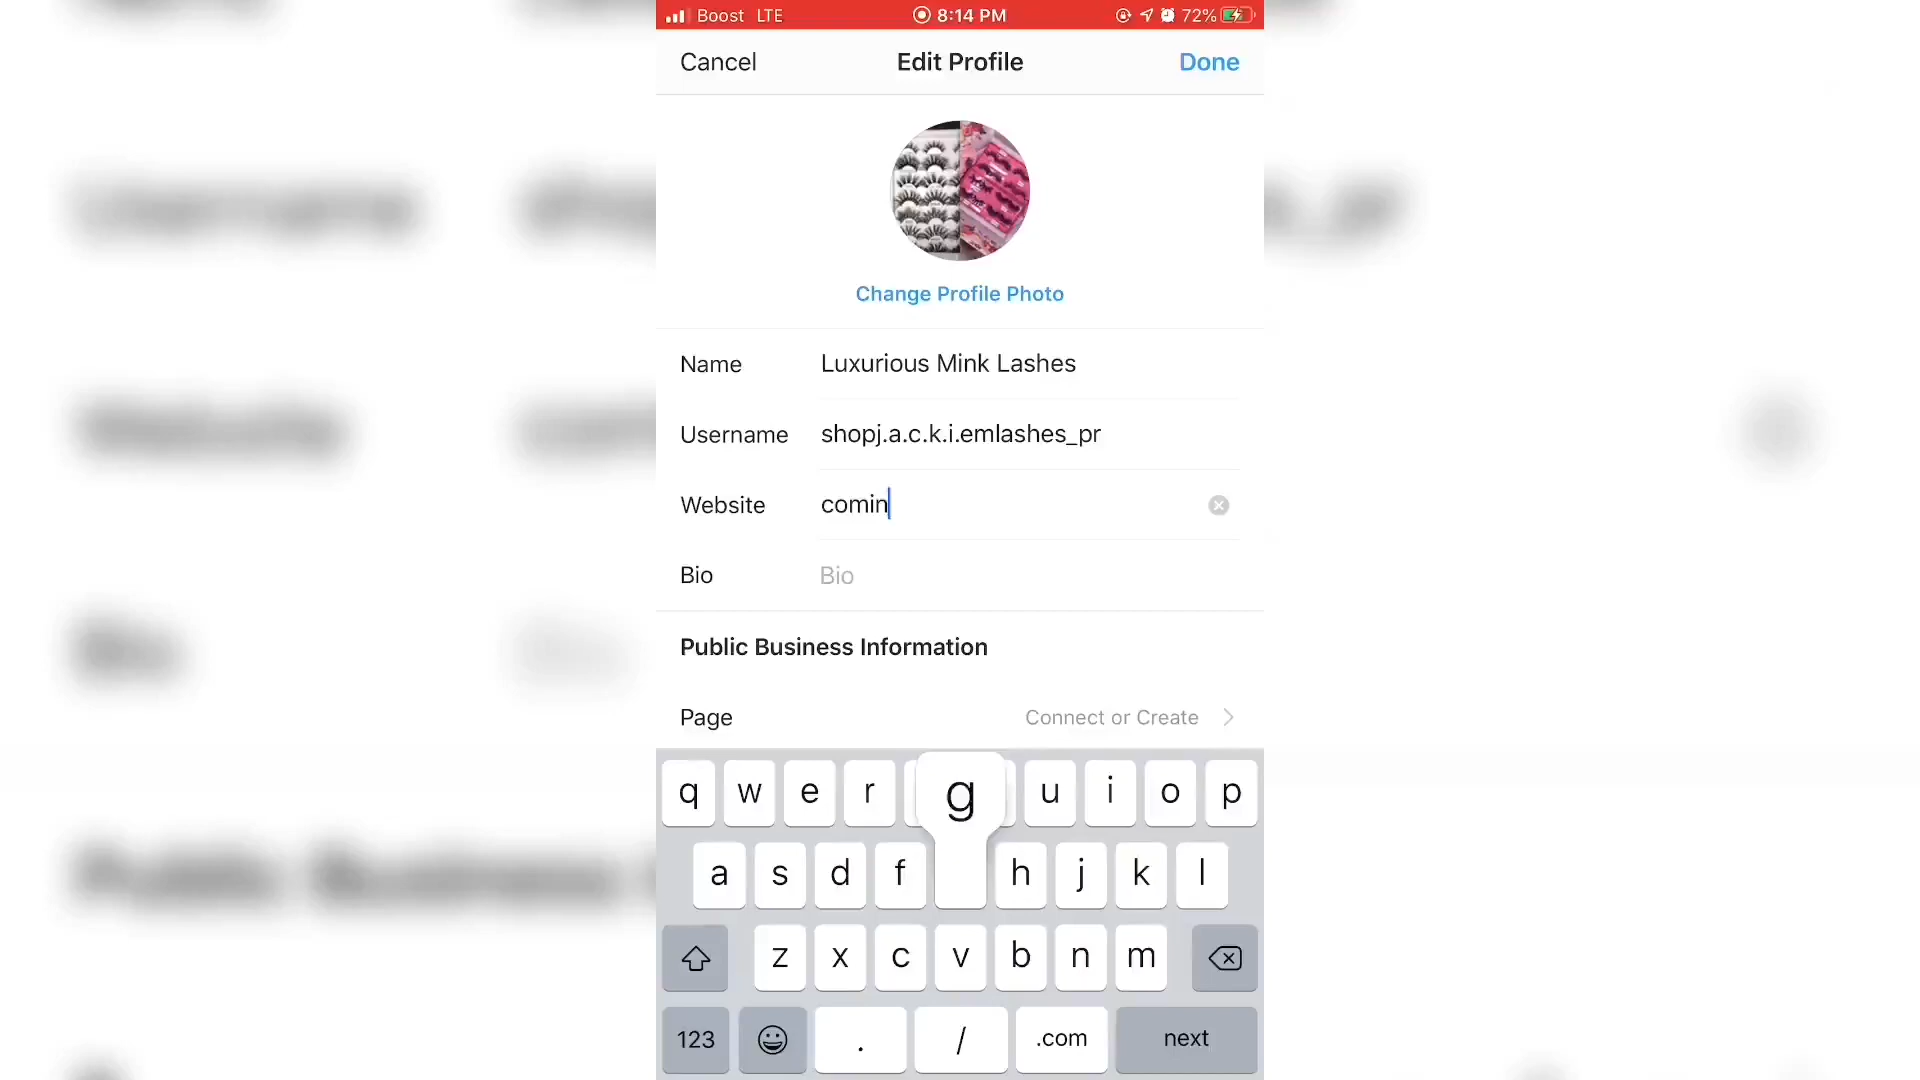 Boost LTE 8:14 PM 72%
Cancel Edit Profile Done
Change Profile Photo
Name Luxurious Mink Lashes
Username shopj.a.c.k.i.emlashes_pr
Website comin
Bio Bio
Public Business Information
Page Connect or Create
q w e r g u i o p
a s d f h j k l
z x c v b n m
123 . / .com next